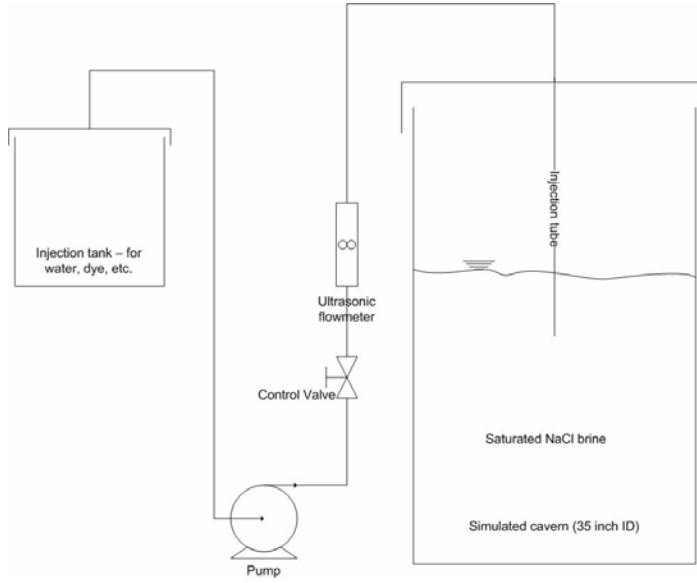 Injection tank – for
water, dye, etc.
Ultrasonic
flowmeter
Control Valve
Pump
Injection tube
Saturated NaCl brine
Simulated cavern (35 inch ID)